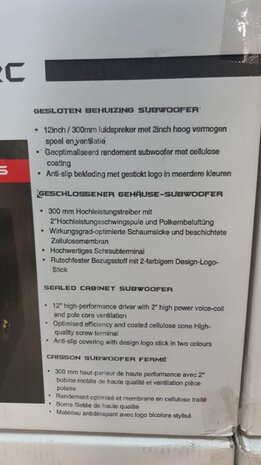 RC
GESLOTEN BEHUIZING SUBWOOFER
• 12inch / 300mm luidspreker met 2inch hoog vermogen
spoel en ventilatie
• Geoptimaliseerd rendement subwoofer met cellulose
coating
• Anti-slip bekleding met gestickt logo in meerdere kleuren
GESCHLOSSENER GEHÄUSE-SUBWOOFER
• 300 mm Hochleistungstreiber mit
2"Hochleistungsschwingspule und Polkernbelüftung
• Wirkungsgrad-optimierte Schaumsicke und beschichtete
Zellulosemembran
• Hochwertiges Schraubterminal
• Rutschfester Bezugsstoff mit 2-farbigem Design-Logo-
Stick
SEALED CABINET SUBWOOFER
• 12" high-performance driver with 2" high power voice-coil
and pole core ventilation
• Optimised efficiency and coated cellulose cone High-
quality screw terminal
• Anti-slip covering with design logo stick in two colours
CAISSON SUBWOOFER FERMÉ
• 300 mm haut-parleur de haute performance avec 2"
bobine mobile de haute qualité et ventilation pièce
polaire
• Rendement optimisé et membrane en cellulose traité
• Borne filetée de haute qualité
• Matériau antidérapant avec logo bicolore stylisé